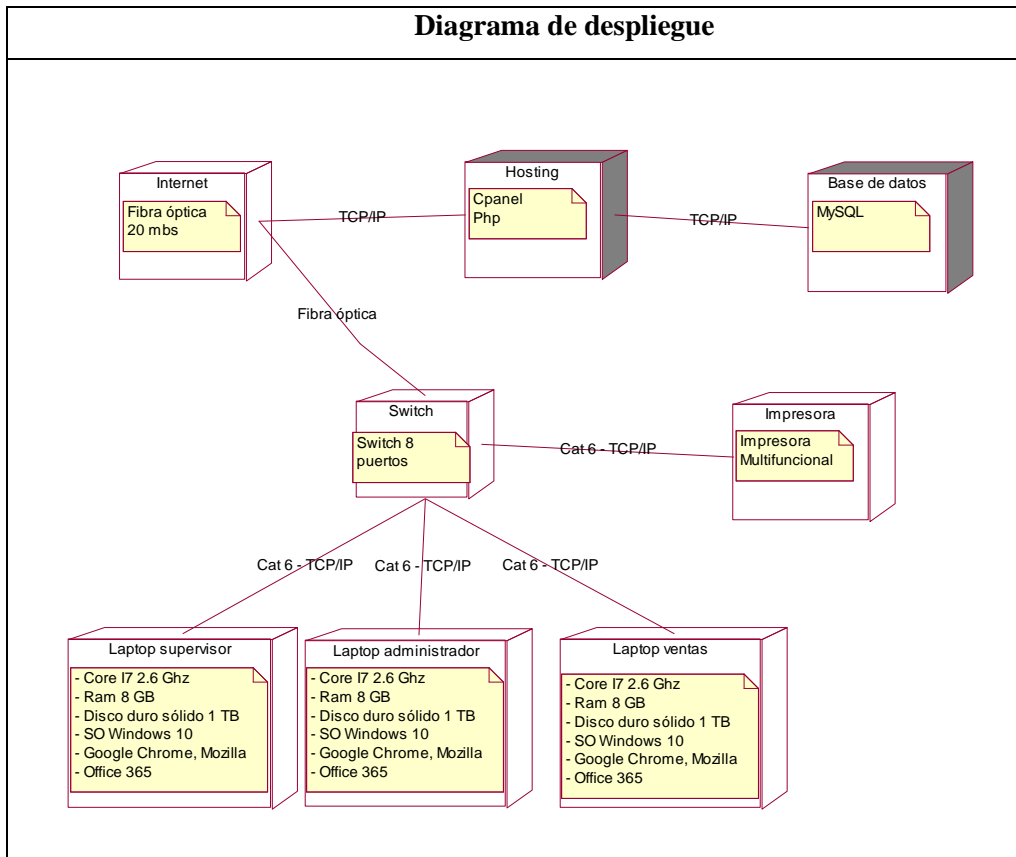 Diagrama de despliegue
Internet
Fibra óptica
20 mbs
TCP/IP
Hosting
Cpanel
Php
TCP/IP
Base de datos
MySQL
Fibra óptica
Switch
Switch 8
puertos
Cat 6 - TCP/IP
Impresora
Impresora
Multifuncional
Cat 6 - TCP/IP
Cat 6 - TCP/IP
Cat 6 - TCP/IP
Laptop supervisor
- Core I7 2.6 Ghz
- Ram 8 GB
- Disco duro sólido 1 TB
- SO Windows 10
- Google Chrome, Mozilla
- Office 365
Laptop administrador
- Core I7 2.6 Ghz
- Ram 8 GB
- Disco duro sólido 1 TB
- SO Windows 10
- Google Chrome, Mozilla
- Office 365
Laptop ventas
- Core I7 2.6 Ghz
- Ram 8 GB
- Disco duro sólido 1 TB
- SO Windows 10
- Google Chrome, Mozilla
- Office 365